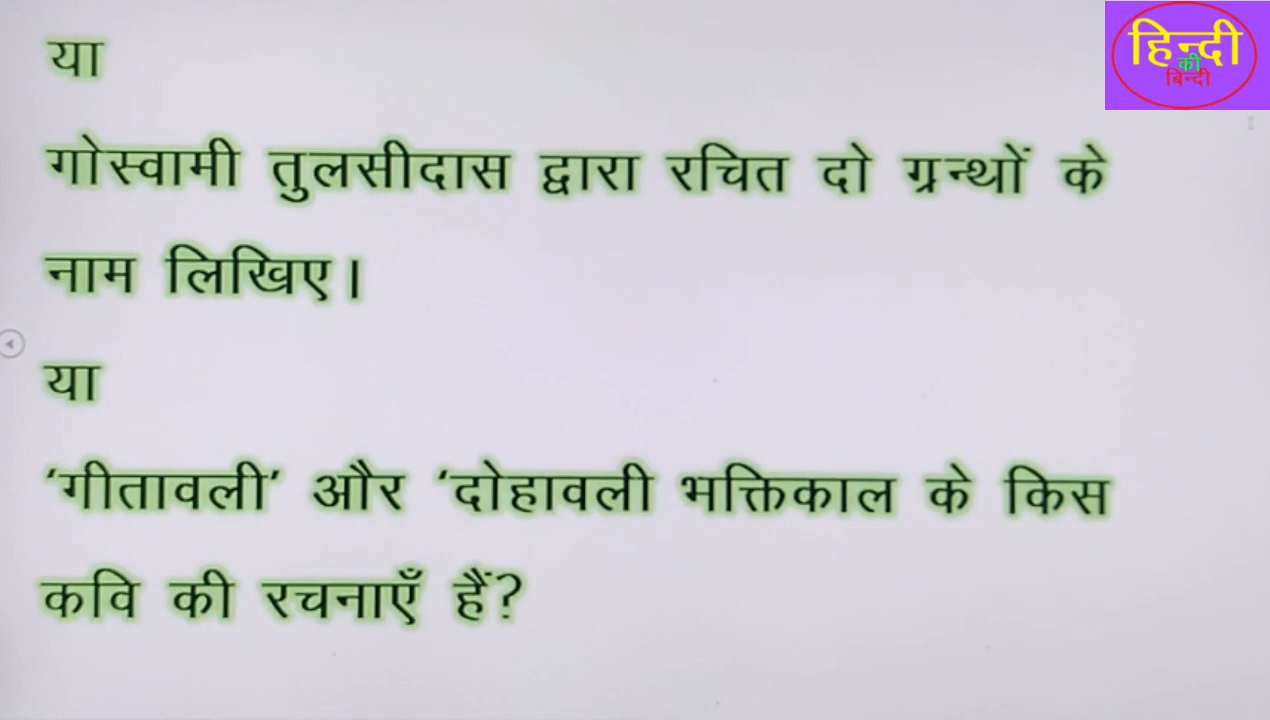 हिन्दी
की
बिन्दी
या
गोस्वामी तुलसीदास द्वारा रचित दो ग्रन्थों के
नाम लिखिए।
या
‘गीतावली’ और ‘दोहावली भक्तिकाल के किस
कवि की रचनाएँ हैं?